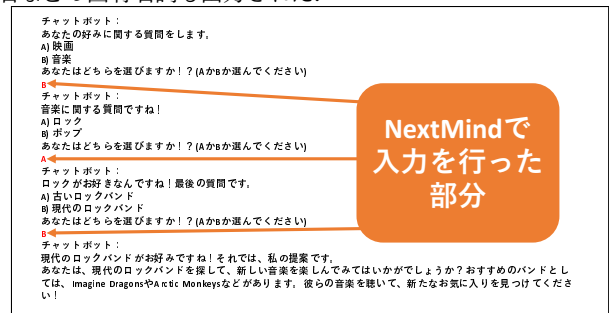 チャットボット：
あなたの好みに関する質問をします。
A) 映画
B) 音楽
あなたはどちらを選びますか！？(AかBか選んでください)
B
チャットボット：
音楽に関する質問ですね！
A) ロック
B) ポップ
あなたはどちらを選びますか！？(AかBか選んでください)
A
チャットボット：
ロックがお好きなんですね！最後の質問です。
A) 古いロックバンド
B) 現代のロックバンド
あなたはどちらを選びますか！？(AかBか選んでください)
B
チャットボット：
現代のロックバンドがお好みですね！それでは、私の提案です。
あなたは、現代のロックバンドを探して、新しい音楽を楽しんでみてはいかがでしょうか？おすすめのバンドとし
ては、Imagine DragonsやArctic Monkeysなどがあります。彼らの音楽を聴いて、新たなお気に入りを見つけてくださ
い！
NextMindで
入力を行った
部分